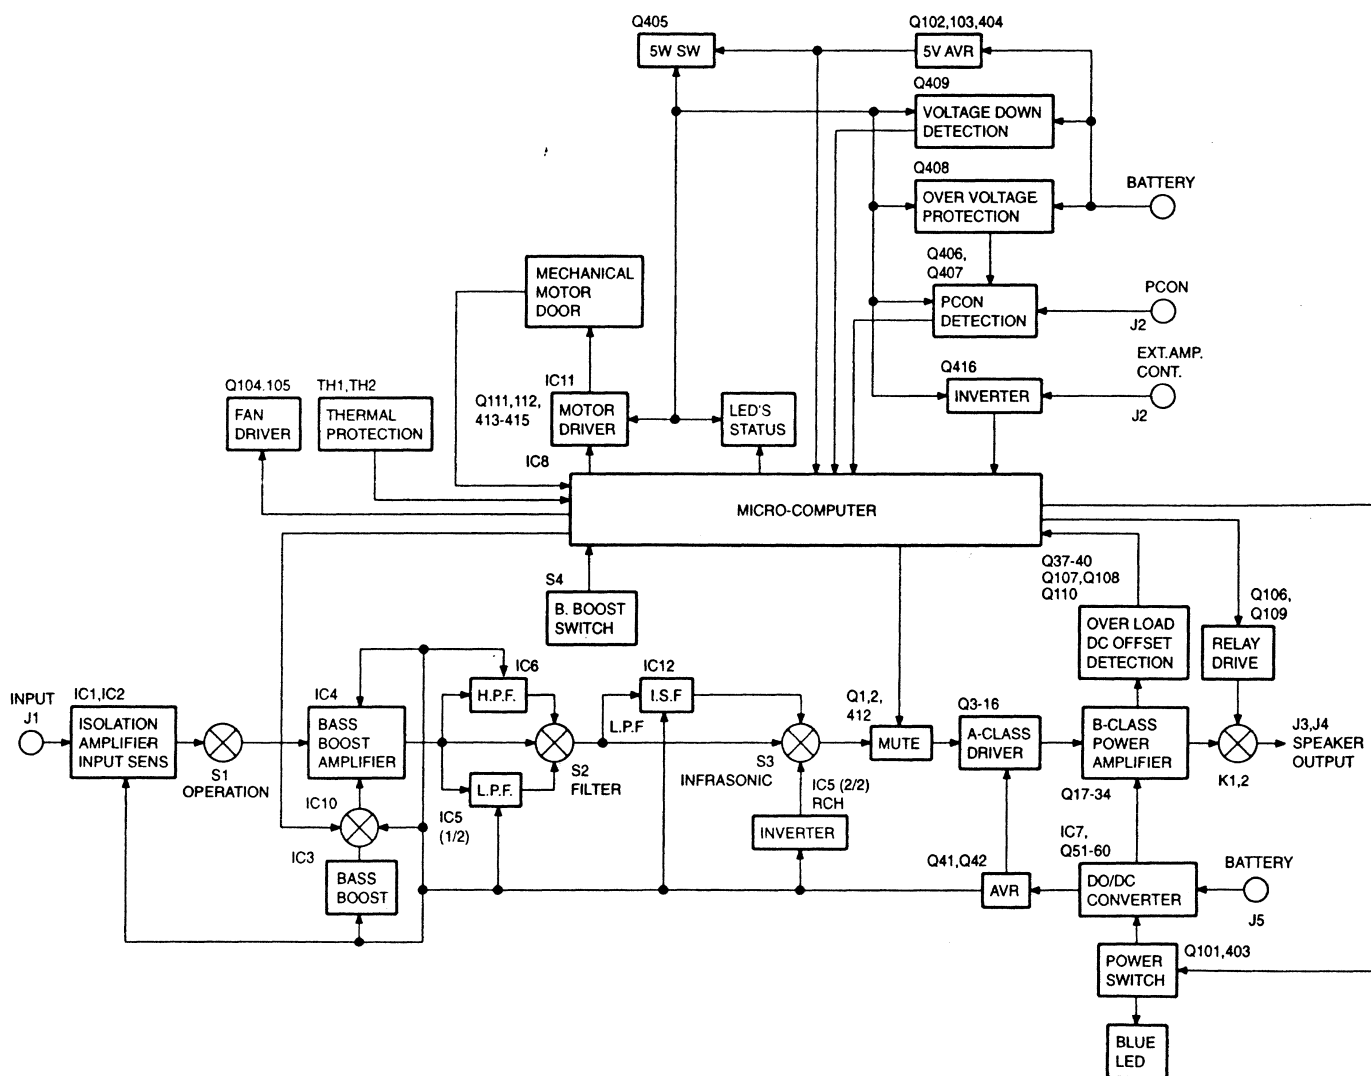 Q405
5W SW
Q102,103,404
5V AVR
Q409
VOLTAGE DOWN
DETECTION
Q408
OVER VOLTAGE
PROTECTION
BATTERY
Q406,
Q407
PCON
DETECTION
PCON
J2
EXT.AMP.
CONT.
J2
Q416
INVERTER
MECHANICAL
MOTOR
DOOR
IC11
Q111,112,
413-415
MOTOR
DRIVER
LED'S
STATUS
Q104.105
FAN
DRIVER
TH1,TH2
THERMAL
PROTECTION
IC8
MICRO-COMPUTER
S4
B. BOOST
SWITCH
Q37-40
Q107,Q108
Q110
OVER LOAD
DC OFFSET
DETECTION
Q106,
Q109
RELAY
DRIVE
INPUT
J1
IC1,IC2
ISOLATION
AMPLIFIER
INPUT SENS
S1
OPERATION
IC4
BASS
BOOST
AMPLIFIER
IC6
H.P.F.
L.P.F.
IC5
(1/2)
S2
FILTER
IC12
I.S.F
L.P.F
S3
INFRASONIC
Q1,2,
412
MUTE
Q3-16
A-CLASS
DRIVER
B-CLASS
POWER
AMPLIFIER
Q17-34
K1,2
J3,J4
SPEAKER
OUTPUT
IC10
IC3
BASS
BOOST
IC5 (2/2)
RCH
INVERTER
Q41,Q42
AVR
IC7,
Q51-60
DO/DC
CONVERTER
BATTERY
J5
POWER
SWITCH
Q101,403
BLUE
LED